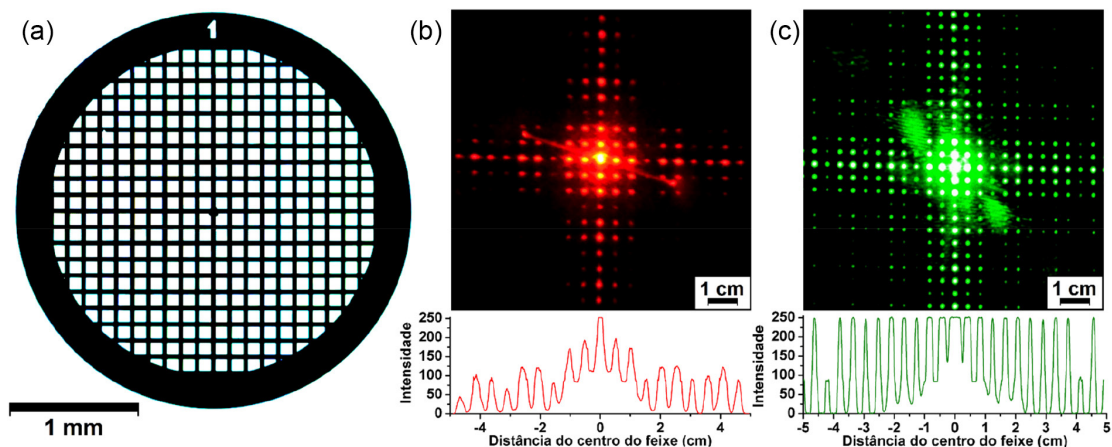 (a)
1
1 mm
(b)
1 cm
Intensidade
250
200
150
100
50
0
-4 -2 0 2 4
Distância do centro do feixe (cm)
(c)
1 cm
Intensidade
250
200
150
100
50
0
-5 -4 -3 -2 -1 0 1 2 3 4 5
Distância do centro do feixe (cm)